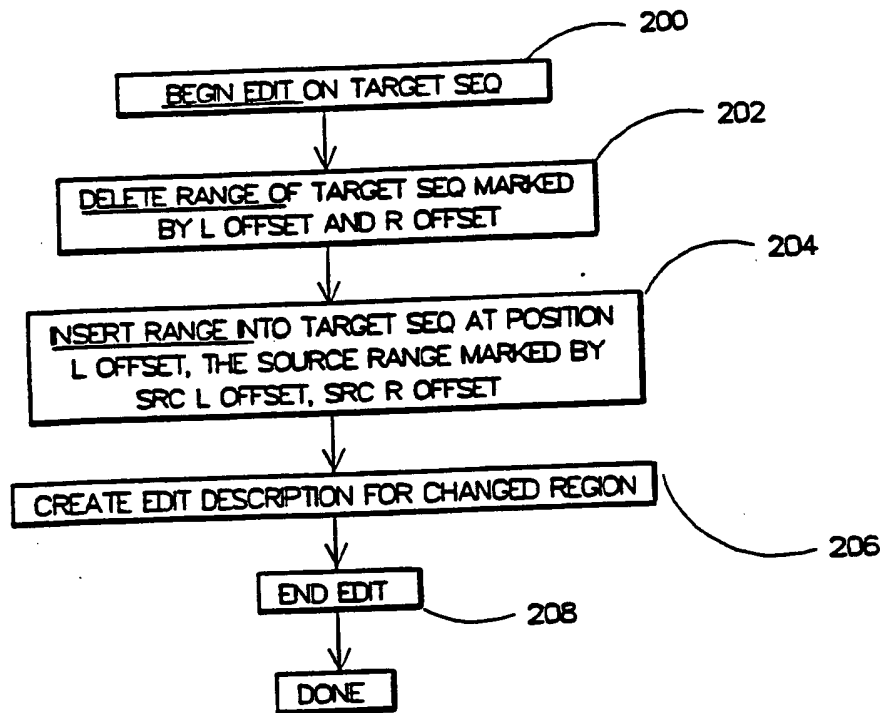 200
BEGIN EDIT ON TARGET SEQ
202
DELETE RANGE OF TARGET SEQ MARKED
BY L OFFSET AND R OFFSET
204
INSERT RANGE INTO TARGET SEQ AT POSITION
L OFFSET, THE SOURCE RANGE MARKED BY
SRC L OFFSET, SRC R OFFSET
CREATE EDIT DESCRIPTION FOR CHANGED REGION
206
END EDIT
208
DONE